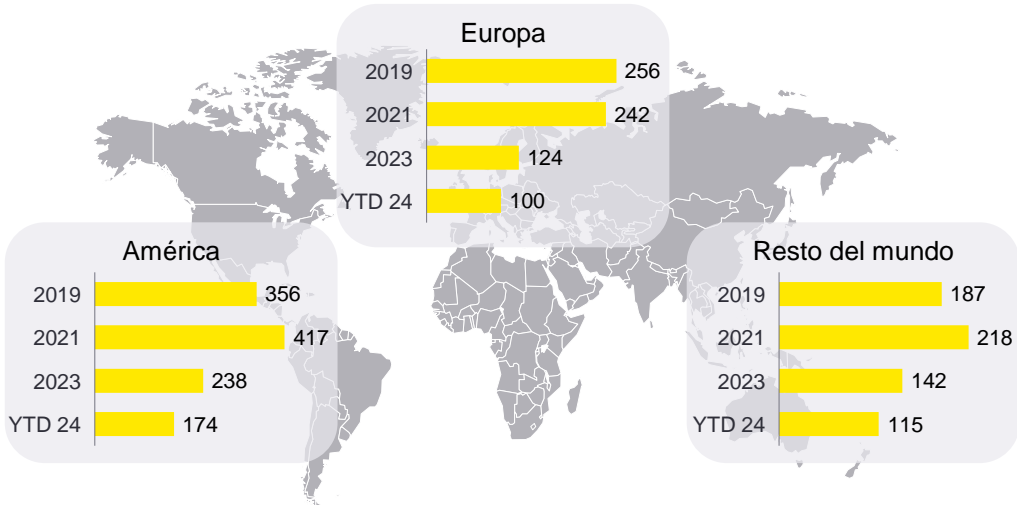 Europa
2019 256
2021 242
2023 124
YTD 24 100
América
2019 356
2021 417
2023 238
YTD 24 174
Resto del mundo
2019 187
2021 218
2023 142
YTD 24 115